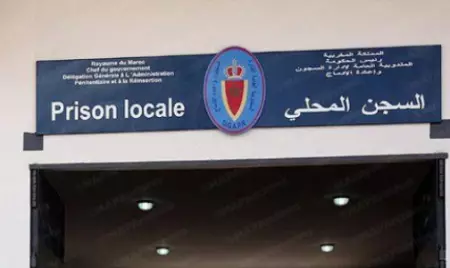 Royaume du Maroc
Chef du gouvernement
Délégation Générale à L'Administration
Pénitentiaire et à la Réinsertion
Prison locale
DGAPR
المملكة المغربية
رئيس الحكومة
المندوبية العامة لإدارة السجون
وإعادة الإدماج
السجن المحلي